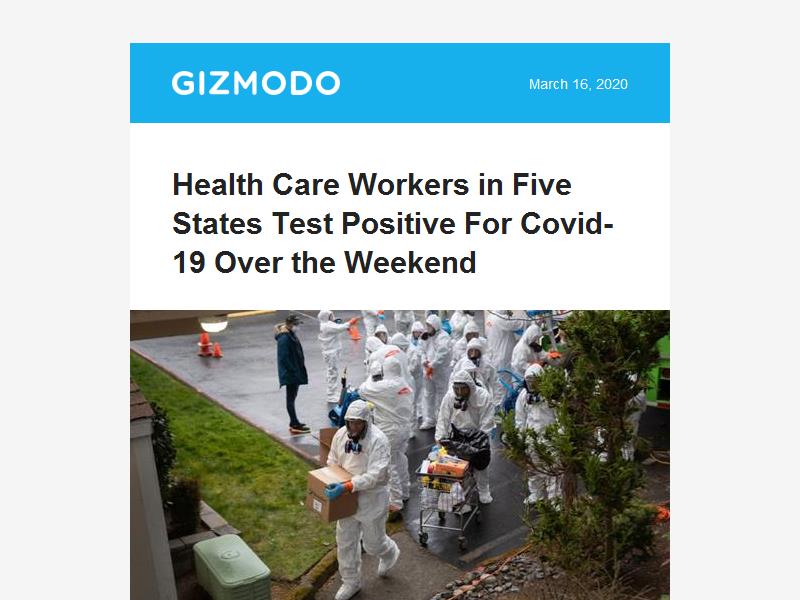 GIZMODO
March 16, 2020
Health Care Workers in Five
States Test Positive For Covid-
19 Over the Weekend